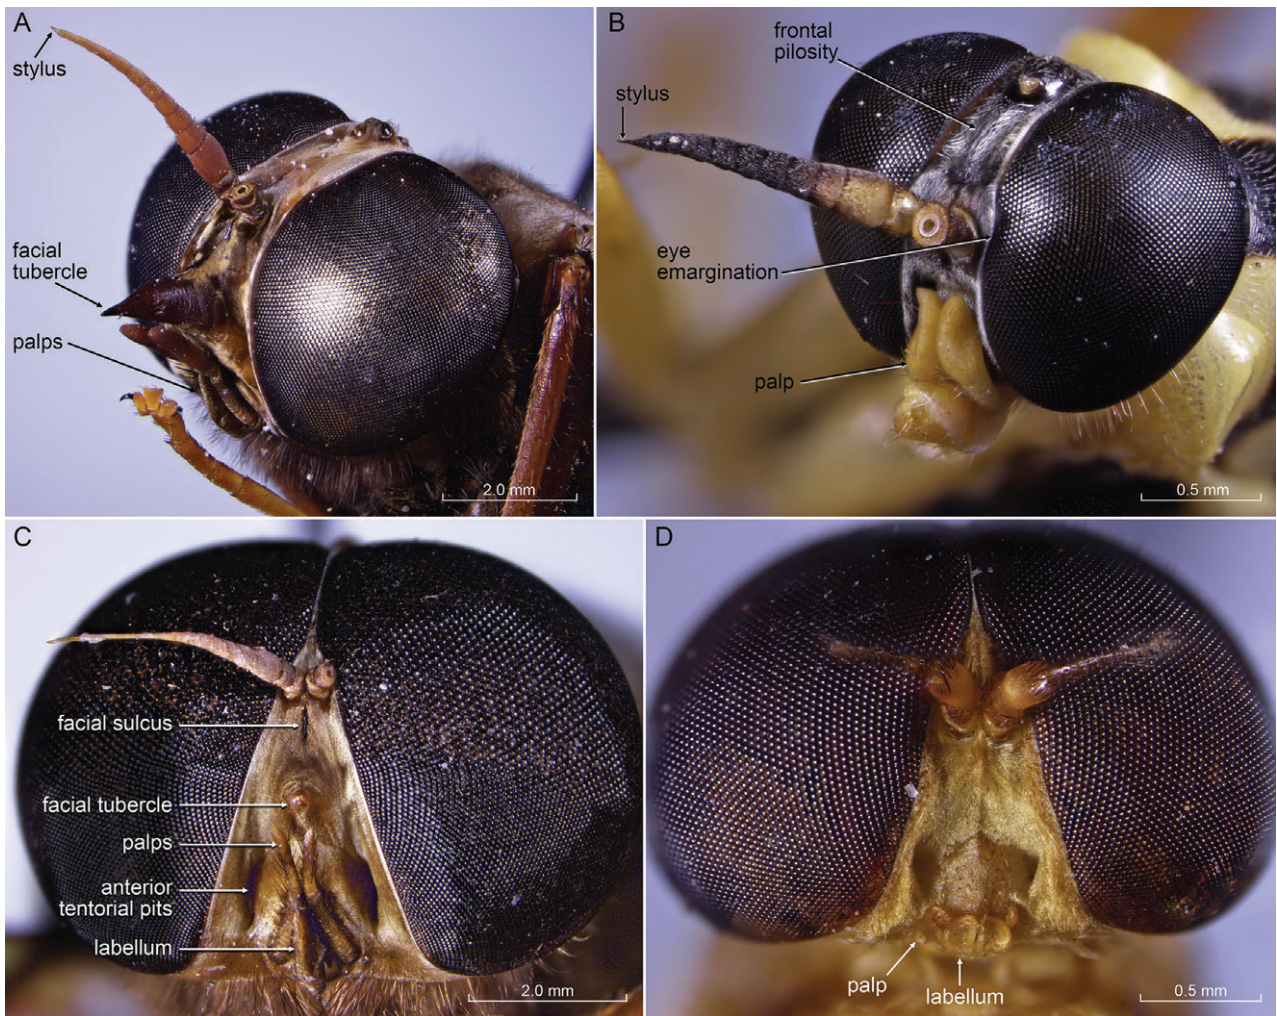 A
stylus
facial
tubercle
palps
2.0 mm
B
frontal
pilosity
stylus
eye
emargination
palp
0.5 mm
C
facial sulcus
facial tubercle
palps
anterior
tentorial pits
labellum
2.0 mm
D
palp
labellum
0.5 mm